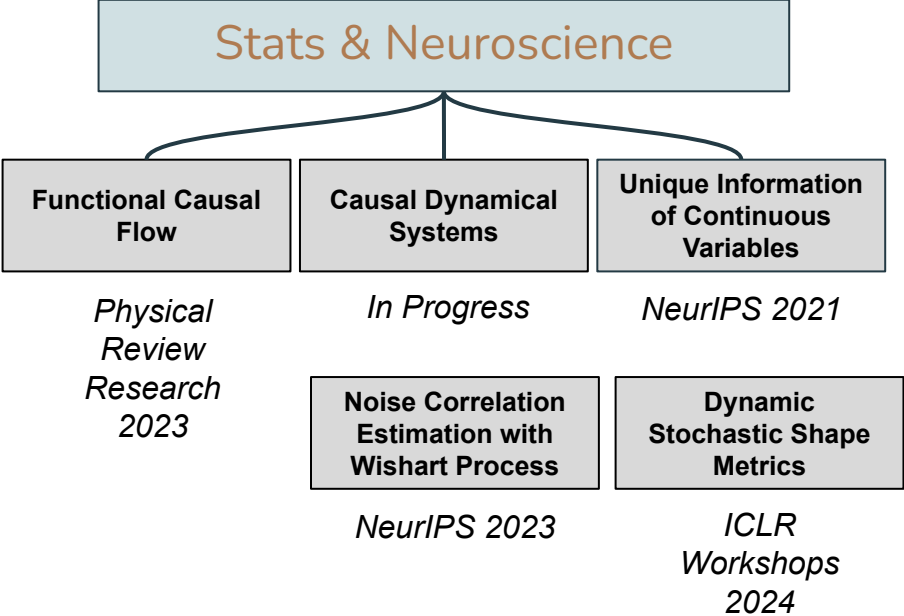 Stats & Neuroscience
Functional Causal
Flow
Causal Dynamical
Systems
Unique Information
of Continuous
Variables
Physical
Review
Research
2023
In Progress
NeurIPS 2021
Noise Correlation
Estimation with
Wishart Process
Dynamic
Stochastic Shape
Metrics
NeurIPS 2023
ICLR
Workshops
2024